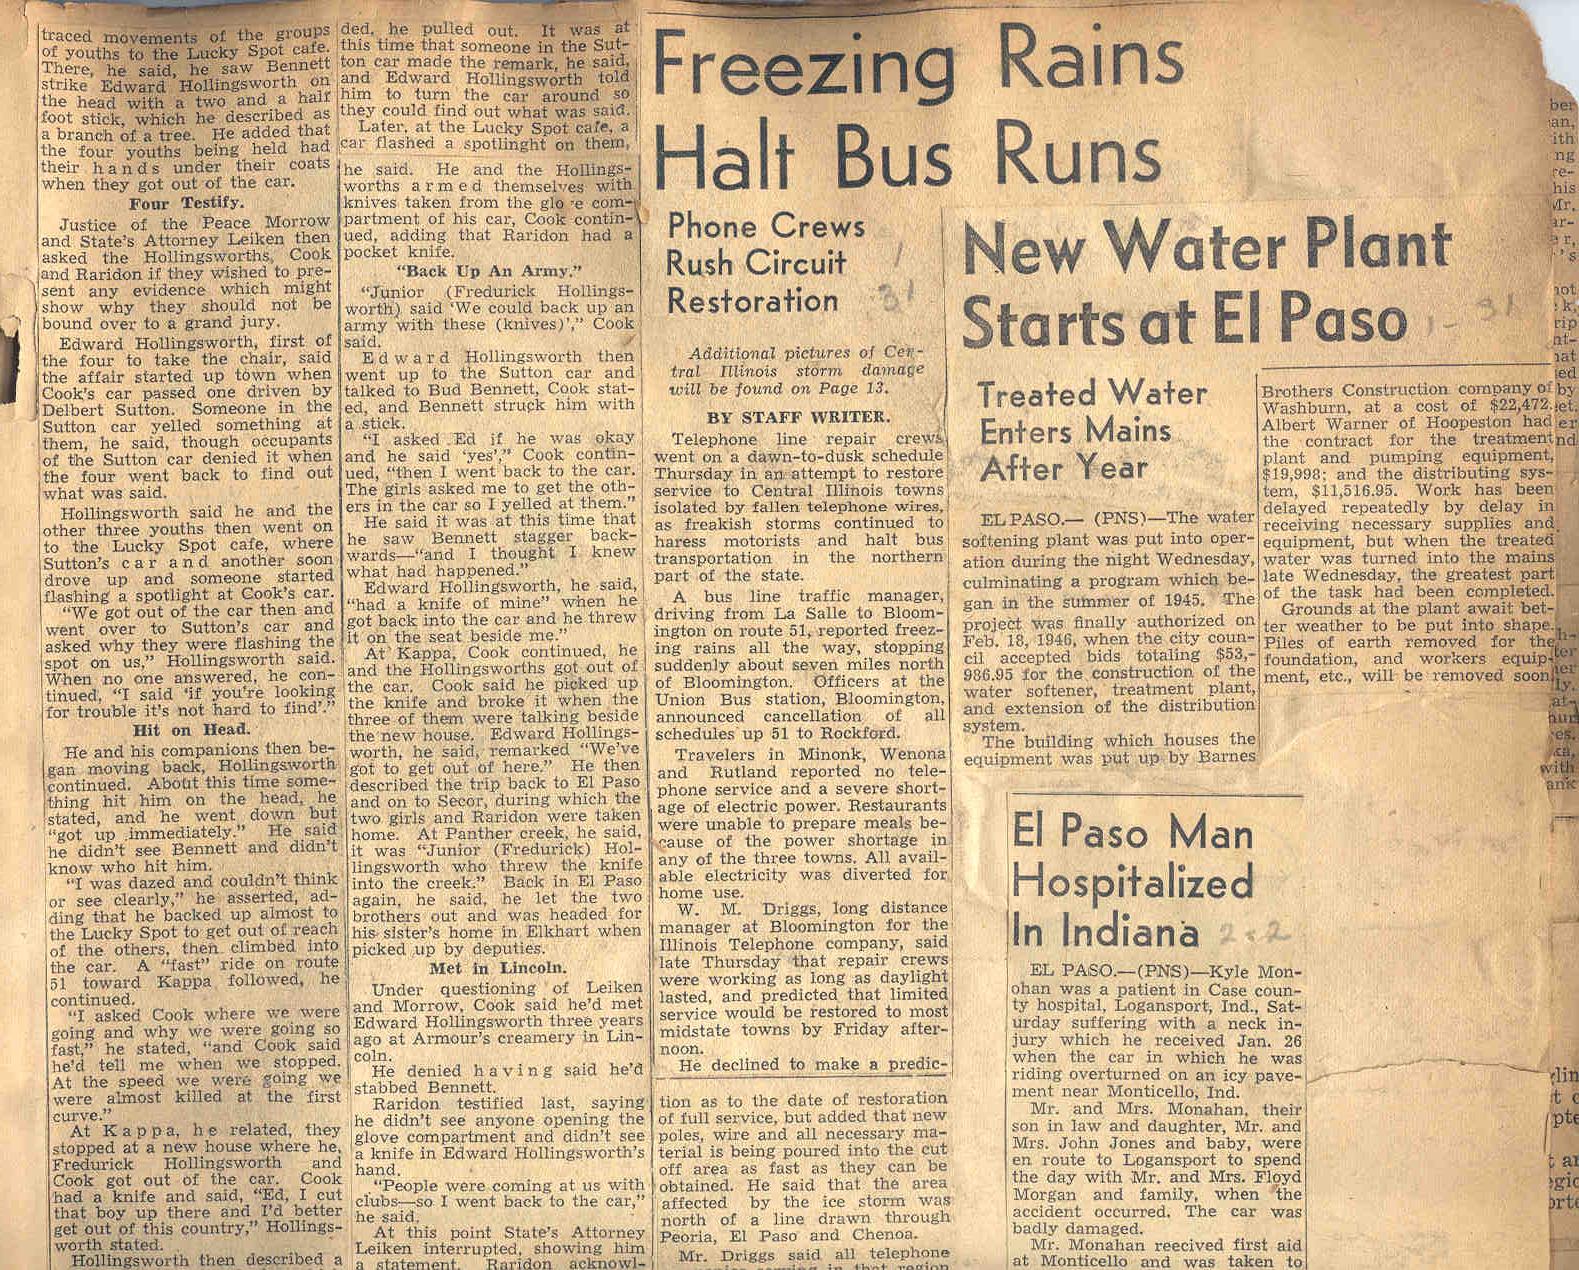 traced movements of the groups
of youths to the Lucky Spot cafe.
There, he said, he saw Bennett
strike Edward Hollingsworth on
the head with a two and a half
foot stick, which he described as
a branch of a tree. He added that
the four youths being held had
their hands under their coats
when they got out of the car.
Four Testify.
Justice of the Peace Morrow
and State's Attorney Leiken then
asked the Hollingsworths, Cook
and Raridon if they wished to pre-
sent any evidence which might
show why they should not be
bound over to a grand jury.
Edward Hollingsworth, first of
the four to take the chair, said
the affair started up town when
Cook's car passed one driven by
Delbert Sutton. Someone in the
Sutton car yelled something at
them, he said, though occupants
of the Sutton car denied it when
the four went back to find out
what was said.
Hollingsworth said he and the
other three youths then went on
to the Lucky Spot cafe, where
Sutton's car and another soon
drove up and someone started
flashing a spotlight at Cook's car.
"We got out of the car then and
went over to Sutton's car and
asked why they were flashing the
spot on us," Hollingsworth said.
When no one answered, he con-
tinued, "I said 'if you're looking
for trouble it's not hard to find'."
Hit on Head.
He and his companions then be-
gan moving back, Hollingsworth
continued. About this time some-
thing hit him on the head, he
stated, and he went down but
"got up immediately." He said
he didn't see Bennett and didn't
know who hit him.
"I was dazed and couldn't think
or see clearly," he asserted, ad-
ding that he backed up almost to
the Lucky Spot to get out of reach
of the others, then climbed into
the car. A "fast" ride on route
51 toward Kappa followed, he
continued.
"I asked Cook where we were
going and why we were going so
fast," he stated, "and Cook said
he'd tell me when we stopped.
At the speed we were going we
were almost killed at the first
curve."
At Kappa, he related, they
stopped at a new house where he,
Fredurick Hollingsworth and
Cook got out of the car. Cook
had a knife and said, "Ed, I cut
that boy up there and I'd better
get out of this country," Hollings-
worth stated.
Hollingsworth then described a
ded, he pulled out. It was at
this time that someone in the Sut-
ton car made the remark, he said,
and Edward Hollingsworth told
him to turn the car around so
they could find out what was said.
Later, at the Lucky Spot cafe, a
car flashed a spotlinght on them,
he said. He and the Hollings-
worths armed themselves with
knives taken from the glo e com-
partment of his car, Cook contin-
ued, adding that Raridon had a
pocket knife.
"Back Up An Army."
"Junior (Fredurick Hollings-
worth) said 'We could back up an
army with these (knives)'," Cook
said.
Edward Hollingsworth then
went up to the Sutton car and
talked to Bud Bennett, Cook stat-
ed, and Bennett struck him with
a stick.
"I asked Ed if he was okay
and he said 'yes'," Cook contin-
ued, "then I went back to the car.
The girls asked me to get the oth-
ers in the car so I yelled at them."
He said it was at this time that
he saw Bennett stagger back-
wards—"and I thought I knew
what had happened."
Edward Hollingsworth, he said,
"had a knife of mine" when he
got back into the car and he threw
it on the seat beside me."
At Kappa, Cook continued, he
and the Hollingsworths got out of
the car. Cook said he picked up
the knife and broke it when the
three of them were talking beside
the new house. Edward Hollings-
worth, he said, remarked "We've
got to get out of here." He then
described the trip back to El Paso
and on to Secor, during which the
two girls and Raridon were taken
home. At Panther creek, he said,
it was "Junior (Fredurick) Hol-
lingsworth who threw the knife
into the creek." Back in El Paso
again, he said, he let the two
brothers out and was headed for
his sister's home in Elkhart when
picked up by deputies.
Met in Lincoln.
Under questioning of Leiken
and Morrow, Cook said he'd met
Edward Hollingsworth three years
ago at Armour's creamery in Lin-
coln.
He denied having said he'd
stabbed Bennett.
Raridon testified last, saying
he didn't see anyone opening the
glove compartment and didn't see
a knife in Edward Hollingsworth's
hand.
"People were coming at us with
clubs—so I went back to the car,"
he said.
At this point State's Attorney
Leiken interrupted, showing him
a statement. Raridon acknowl-
Freezing Rains
Halt Bus Runs
Phone Crews
Rush Circuit
Restoration
31
Additional pictures of Cen-
tral Illinois storm damage
will be found on Page 13.
BY STAFF WRITER.
Telephone line repair crews
went on a dawn-to-dusk schedule
Thursday in an attempt to restore
service to Central Illinois towns
isolated by fallen telephone wires,
as freakish storms continued to
haress motorists and halt bus
transportation in the northern
part of the state.
A bus line traffic manager,
driving from La Salle to Bloom-
ington on route 51, reported freez-
ing rains all the way, stopping
suddenly about seven miles north
of Bloomington. Officers at the
Union Bus station, Bloomington,
announced cancellation of all
schedules up 51 to Rockford.
Travelers in Minonk, Wenona
and Rutland reported no tele-
phone service and a severe short-
age of electric power. Restaurants
were unable to prepare meals be-
cause of the power shortage in
any of the three towns. All avail-
able electricity was diverted for
home use.
W. M. Driggs, long distance
manager at Bloomington for the
Illinois Telephone company, said
late Thursday that repair crews
were working as long as daylight
lasted, and predicted that limited
service would be restored to most
midstate towns by Friday after-
noon.
He declined to make a predic-
tion as to the date of restoration
of full service, but added that new
poles, wire and all necessary ma-
terial is being poured into the cut
off area as fast as they can be
obtained. He said that the area
affected by the ice storm was
north of a line drawn through
Peoria, El Paso and Chenoa.
Mr. Driggs said all telephone
New Water Plant
Starts at El Paso
1-31
Treated Water
Enters Mains
After Year
EL PASO.— (PNS)—The water
softening plant was put into oper-
ation during the night Wednesday,
culminating a program which be-
gan in the summer of 1945. The
project was finally authorized on
Feb. 18, 1946, when the city coun-
cil accepted bids totaling $53,-
986.95 for the construction of the
water softener, treatment plant,
and extension of the distribution
system.
The building which houses the
equipment was put up by Barnes
Brothers Construction company of
Washburn, at a cost of $22,472.
Albert Warner of Hoopeston had
the contract for the treatment
plant and pumping equipment,
$19,998; and the distributing sys-
tem, $11,516.95. Work has been
delayed repeatedly by delay in
receiving necessary supplies and
equipment, but when the treated
water was turned into the mains
late Wednesday, the greatest part
of the task had been completed.
Grounds at the plant await bet-
ter weather to be put into shape.
Piles of earth removed for the
foundation, and workers equip-
ment, etc., will be removed soon.
El Paso Man
Hospitalized
In Indiana
2-2
EL PASO.—(PNS)—Kyle Mon-
ohan was a patient in Case coun-
ty hospital, Logansport, Ind., Sat-
urday suffering with a neck in-
jury which he received Jan. 26
when the car in which he was
riding overturned on an icy pave-
ment near Monticello, Ind.
Mr. and Mrs. Monahan, their
son in law and daughter, Mr. and
Mrs. John Jones and baby, were
en route to Logansport to spend
the day with Mr. and Mrs. Floyd
Morgan and family, when the
accident occurred. The car was
badly damaged.
Mr. Monahan reecived first aid
at Monticello and was taken to